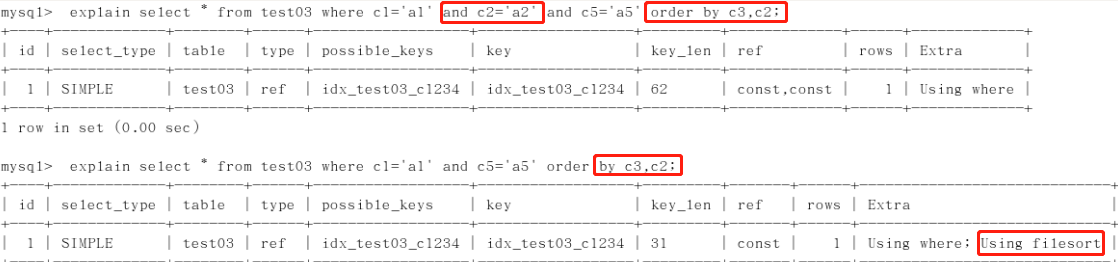 mysql>  explain select * from test03 where c1='a1' and c2='a2' and c5='a5' order by c3,c2;
+----+-------------+--------+------+-----------------+-----------------+---------+-------------+------+-------------+
| id | select_type | table  | type | possible_keys   | key             | key_len | ref         | rows | Extra       |
+----+-------------+--------+------+-----------------+-----------------+---------+-------------+------+-------------+
|  1 | SIMPLE      | test03 | ref  | idx_test03_c1234 | idx_test03_c1234 | 62      | const,const |    1 | Using where |
+----+-------------+--------+------+-----------------+-----------------+---------+-------------+------+-------------+
1 row in set (0.00 sec)
mysql>  explain select * from test03 where c1='a1' and c5='a5' order by c3,c2;
+----+-------------+--------+------+-----------------+-----------------+---------+-------+------+-----------------------------+
| id | select_type | table  | type | possible_keys   | key             | key_len | ref   | rows | Extra                       |
+----+-------------+--------+------+-----------------+-----------------+---------+-------+------+-----------------------------+
|  1 | SIMPLE      | test03 | ref  | idx_test03_c1234 | idx_test03_c1234 | 31      | const |    1 | Using where; Using filesort |